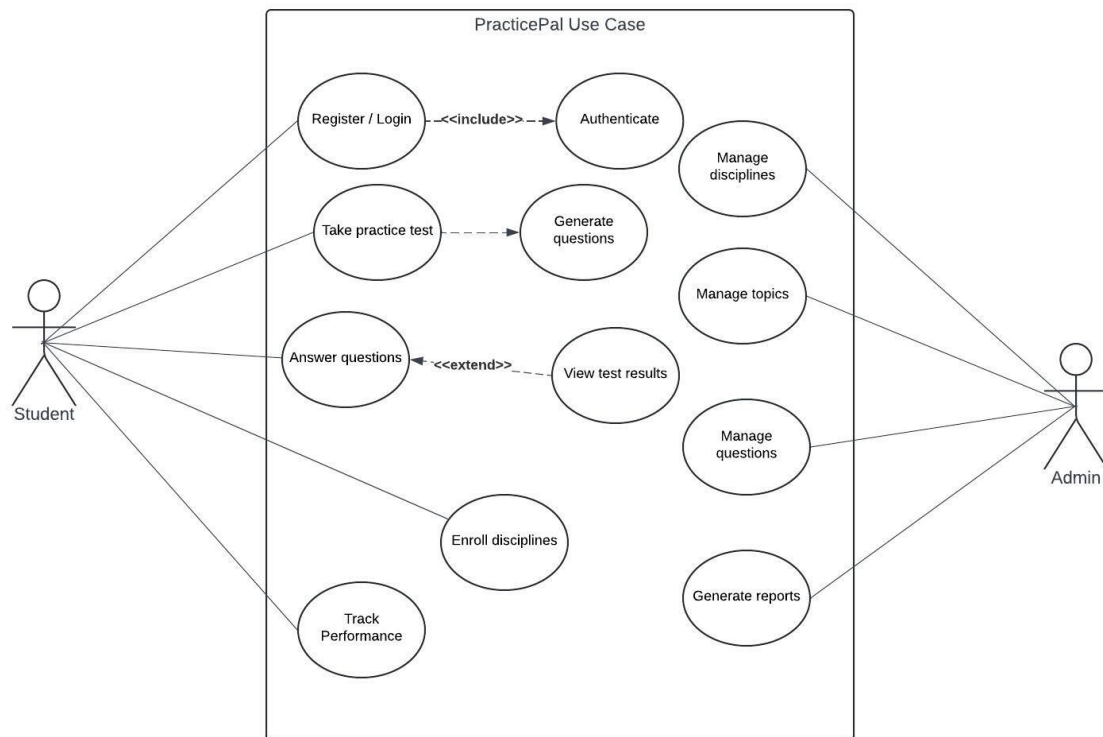 PracticePal Use Case
Register / Login
<<include>>
Authenticate
Manage
disciplines
Take practice test
Generate
questions
Manage topics
Answer questions
<<extend>>
View test results
Student
Manage
questions
Admin
Enroll disciplines
Generate reports
Track
Performance